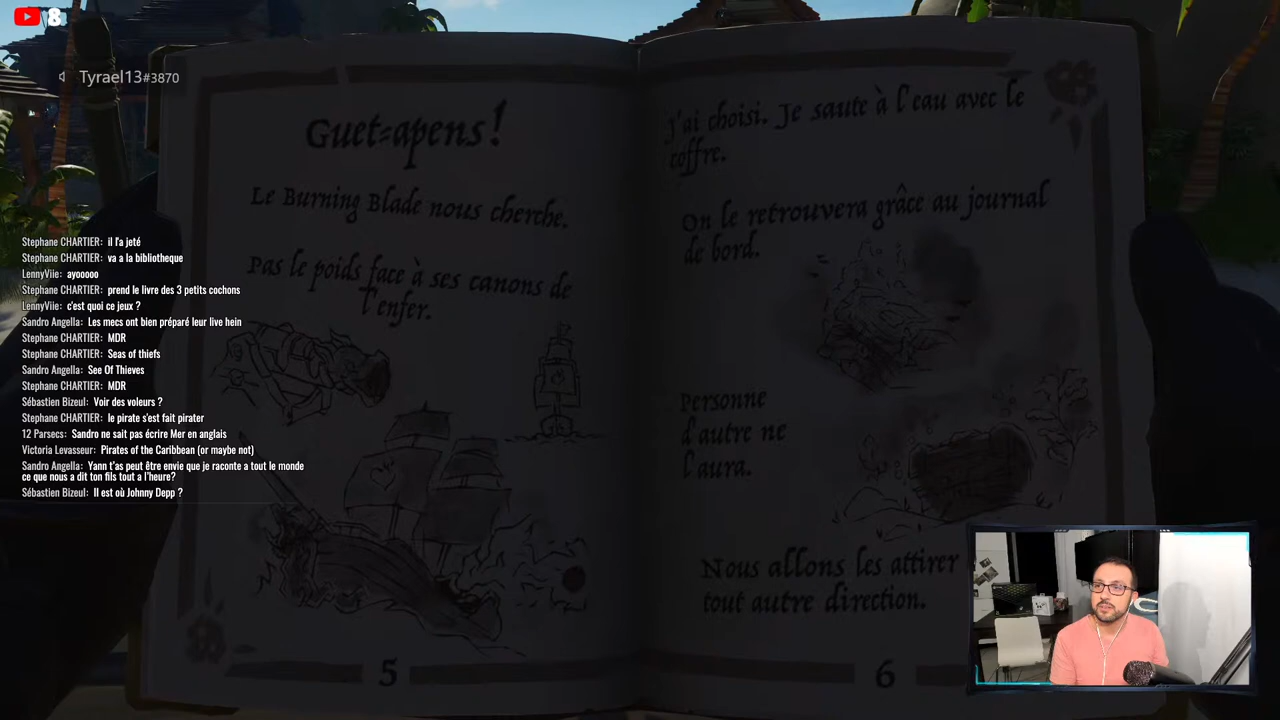 8
Tyrael13#3870
Guet-apens!
Le Burning Blade nous cherche.
Pas le poids face à ses canons de
l'enfer.
5
J'ai choisi. Je saute à l'eau avec le
coffre.
On le retrouvera grâce au journal
de bord.
Personne
d'autre ne
l'aura.
Nous allons les attirer
tout autre direction.
6
Stephane CHARTIER: il l'a jeté
Stephane CHARTIER: va a la bibliotheque
LennyViie: ayooooo
Stephane CHARTIER: prend le livre des 3 petits cochons
LennyViie: c'est quoi ce jeux ?
Sandro Angella: Les mecs ont bien préparé leur live hein
Stephane CHARTIER: MDR
Stephane CHARTIER: Seas of thiefs
Sandro Angella: See Of Thieves
Stephane CHARTIER: MDR
Sébastien Bizeul: Voir des voleurs ?
Stephane CHARTIER: le pirate s'est fait pirater
12 Parsecs: Sandro ne sait pas écrire Mer en anglais
Victoria Levasseur: Pirates of the Caribbean (or maybe not)
Sandro Angella: Yann t'as peut être envie que je raconte a tout le monde
ce que nous a dit ton fils tout a l'heure?
Sébastien Bizeul: Il est où Johnny Depp ?